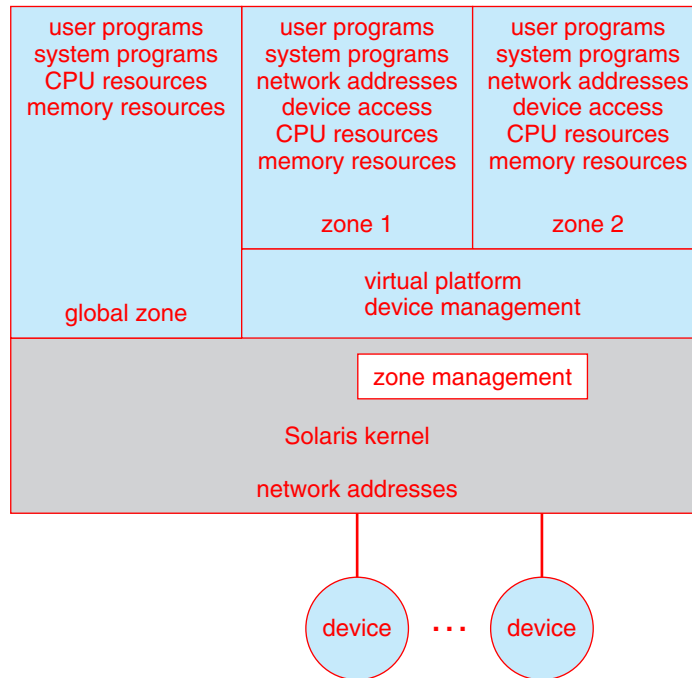 user programs
system programs
CPU resources
memory resources
global zone
user programs
system programs
network addresses
device access
CPU resources
memory resources
zone 1
user programs
system programs
network addresses
device access
CPU resources
memory resources
zone 2
virtual platform
device management
zone management
Solaris kernel
network addresses
device
...
device